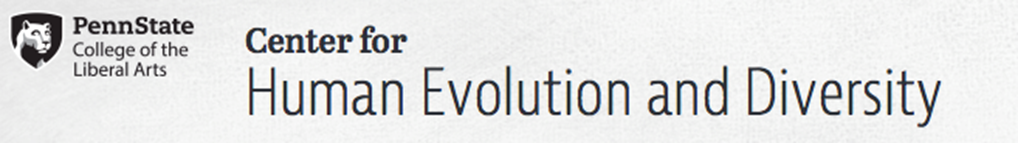 PennState
College of the
Liberal Arts
Center for
Human Evolution and Diversity